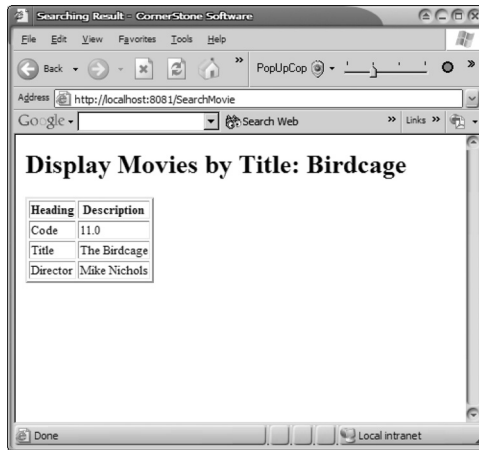 Searching Result - CornerStone Software
File Edit View Favorites Tools Help
Back PopUpCop
Address http://localhost:8081/SearchMovie
Google Search Web Links
Display Movies by Title: Birdcage
Heading Description
Code 11.0
Title The Birdcage
Director Mike Nichols
Done Local intranet